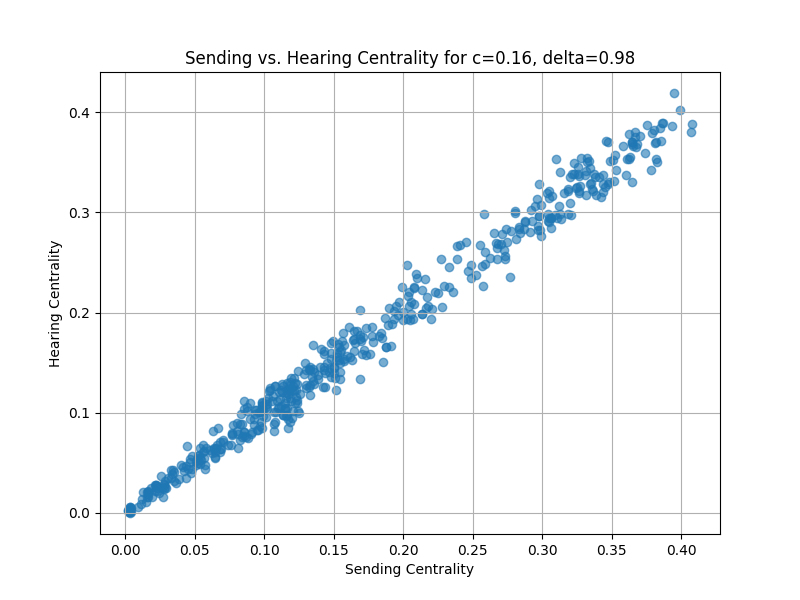 Sending vs. Hearing Centrality for c=0.16, delta=0.98
0.4
0.3
0.2
0.1
0.0
Hearing Centrality
0.00 0.05 0.10 0.15 0.20 0.25 0.30 0.35 0.40
Sending Centrality